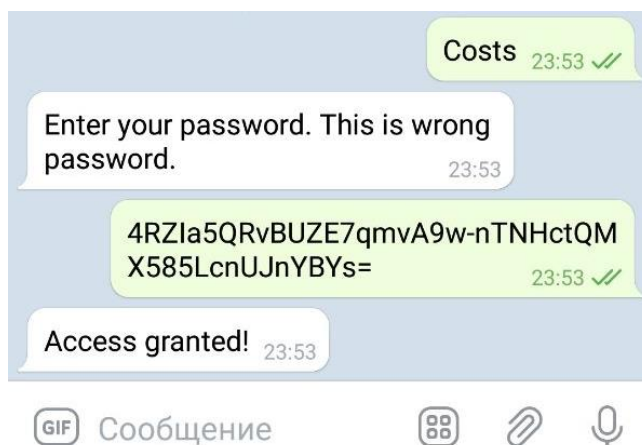 Costs 23:53
Enter your password. This is wrong
password. 23:53
4RZIa5QRvBUZE7qmvA9w-nTNHctQM
X585LcnUJnYBYs= 23:53
Access granted! 23:53
GIF Сообщение